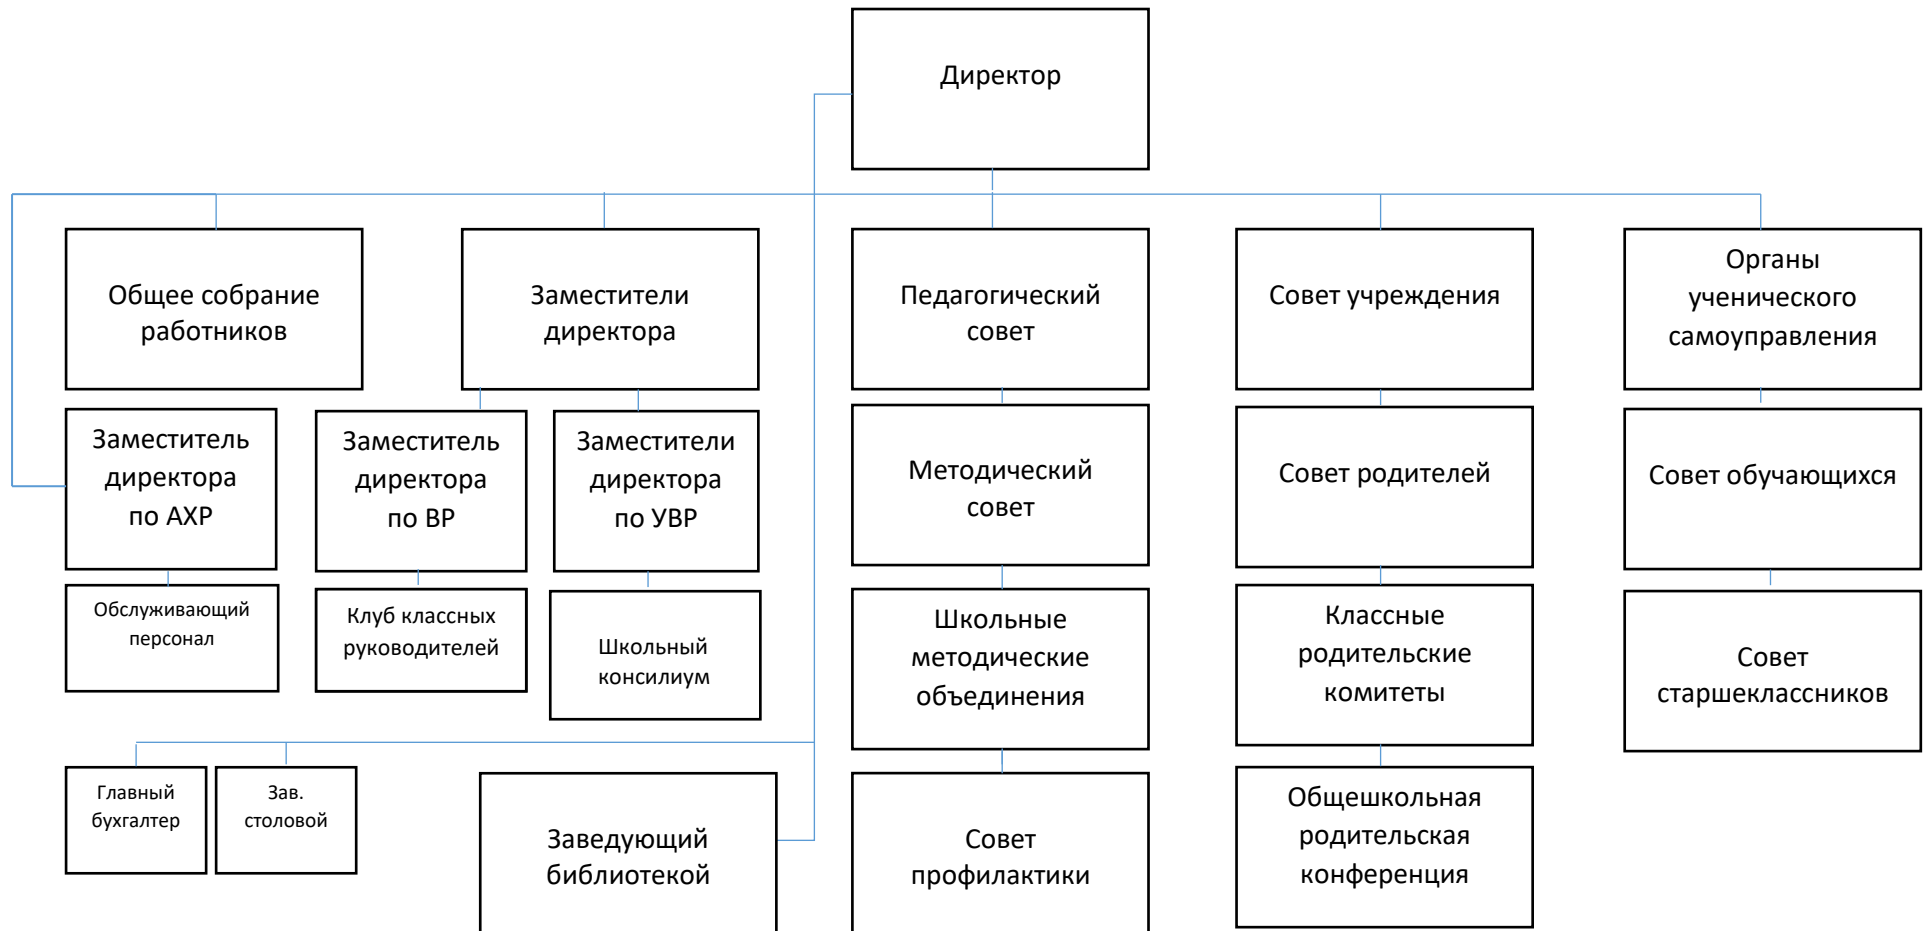 Директор
Общее собрание
работников
Заместители
директора
Педагогический
совет
Совет учреждения
Органы
ученического
самоуправления
Заместитель
директора
по АХР
Заместитель
директора
по ВР
Заместители
директора
по УВР
Методический
совет
Совет родителей
Совет обучающихся
Обслуживающий
персонал
Клуб классных
руководителей
Школьный
консилиум
Школьные
методические
объединения
Классные
родительские
комитеты
Совет
старшеклассников
Главный
бухгалтер
Зав.
столовой
Заведующий
библиотекой
Совет
профилактики
Общешкольная
родительская
конференция